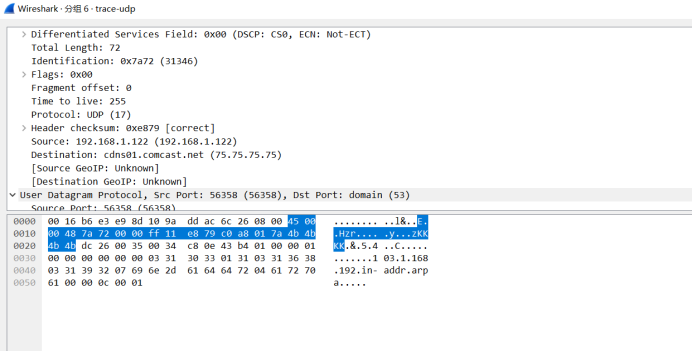 Wireshark · 分组 6 · trace-udp
Differentiated Services Field: 0x00 (DSCP: CS0, ECN: Not-ECT)
Total Length: 72
Identification: 0x7a72 (31346)
Flags: 0x00
Fragment offset: 0
Time to live: 255
Protocol: UDP (17)
Header checksum: 0xe879 [correct]
Source: 192.168.1.122 (192.168.1.122)
Destination: cdns01.comcast.net (75.75.75.75)
[Source GeoIP: Unknown]
[Destination GeoIP: Unknown]
User Datagram Protocol, Src Port: 56358 (56358), Dst Port: domain (53)
Source Port: 56358 (56358)
0000 00 16 b6 e3 e9 8d 10 9a dd ac 6c 26 08 00 45 00 ........ ..l&..E.
0010 00 48 7a 72 00 00 ff 11 e8 79 c0 a8 01 7a 4b 4b .Hzr.... .y...zKK
0020 4b 4b dc 26 00 35 00 34 c8 0e 43 b4 01 00 00 01 KK.&.5.4 ..C.....
0030 00 00 00 00 00 00 03 31 30 33 01 31 03 31 36 38 .......1 03.1.168
0040 03 31 39 32 07 69 6e 2d 61 64 64 72 04 61 72 70 .192.in- addr.arp
0050 61 00 00 0c 00 01 a.....